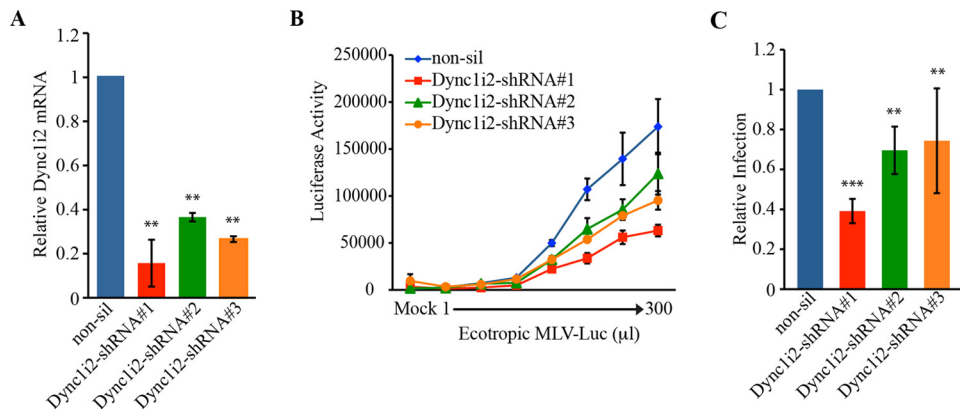 A
Relative Dync1i2 mRNA
1.2
1
0.8
0.6
0.4
0.2
0
**
**
**
non-sil
Dync1i2-shRNA#1
Dync1i2-shRNA#2
Dync1i2-shRNA#3
B
Luciferase Activity
250000
200000
150000
100000
50000
0
non-sil
Dync1i2-shRNA#1
Dync1i2-shRNA#2
Dync1i2-shRNA#3
Mock 1 300
Ecotropic MLV-Luc (µl)
C
Relative Infection
1.2
1
0.8
0.6
0.4
0.2
0
***
**
**
non-sil
Dync1i2-shRNA#1
Dync1i2-shRNA#2
Dync1i2-shRNA#3